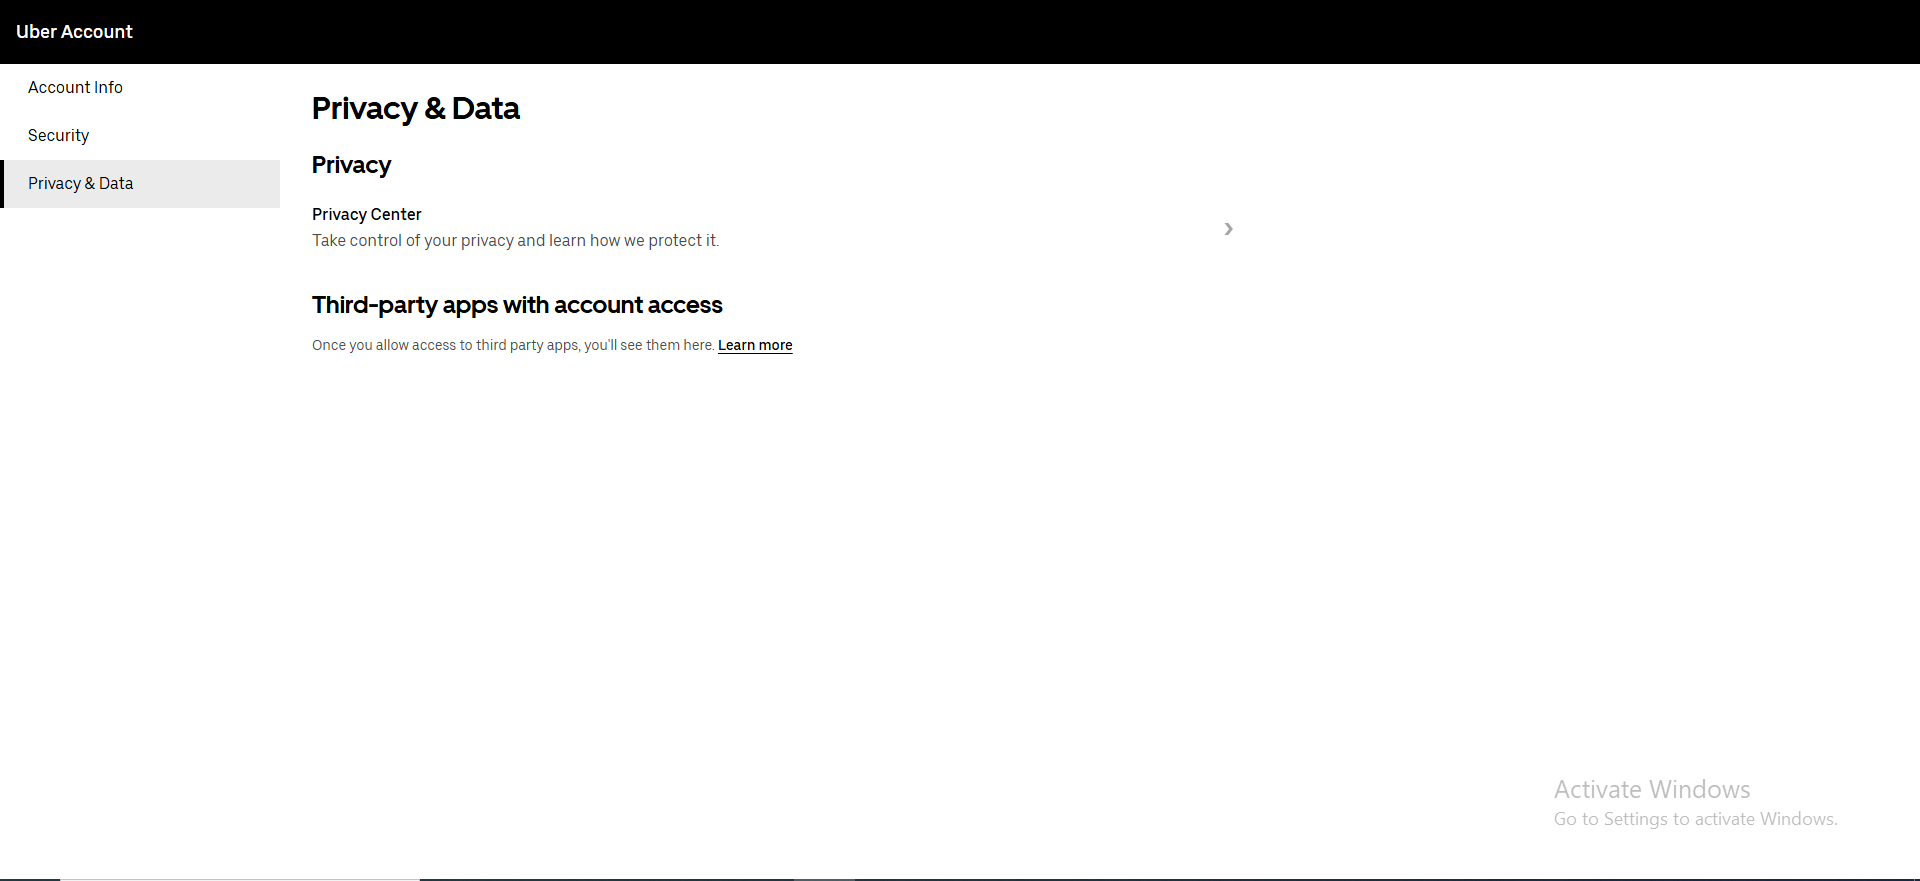 Uber Account
Account Info
Security
Privacy & Data
Privacy & Data
Privacy
Privacy Center
Take control of your privacy and learn how we protect it.
Third-party apps with account access
Once you allow access to third party apps, you'll see them here. Learn more
Activate Windows
Go to Settings to activate Windows.